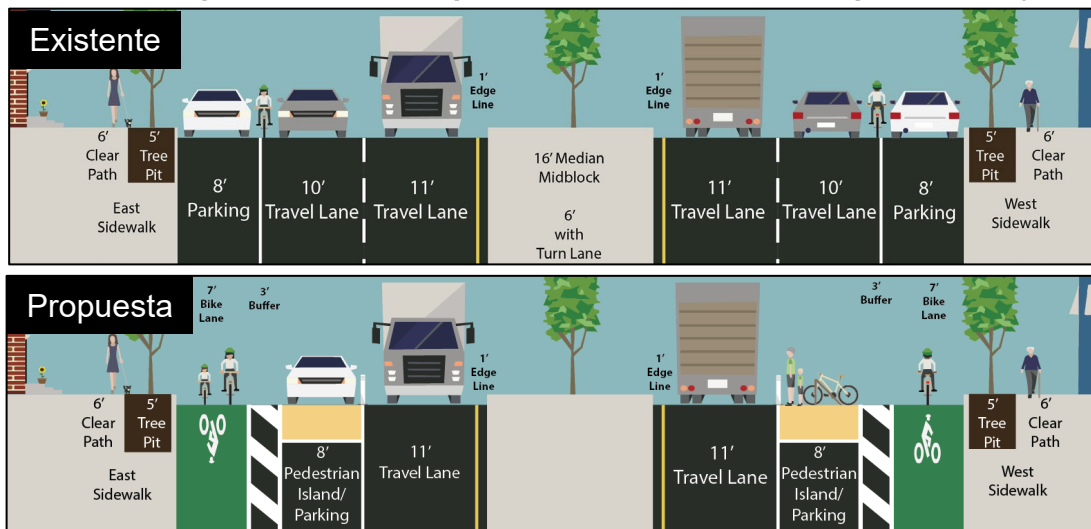 Existente
6’
Clear
Path
5’
Tree
Pit
East
Sidewalk
8’
Parking
10’
Travel Lane
11’
Travel Lane
1’
Edge
Line
16’ Median
Midblock
6’
with
Turn Lane
1’
Edge
Line
11’
Travel Lane
10’
Travel Lane
8’
Parking
5’
Tree
Pit
6’
Clear
Path
West
Sidewalk
Propuesta
6’
Clear
Path
5’
Tree
Pit
East
Sidewalk
7’
Bike
Lane
3’
Buffer
8’
Pedestrian
Island/
Parking
11’
Travel Lane
1’
Edge
Line
1’
Edge
Line
11’
Travel Lane
8’
Pedestrian
Island/
Parking
3’
Buffer
7’
Bike
Lane
5’
Tree
Pit
6’
Clear
Path
West
Sidewalk